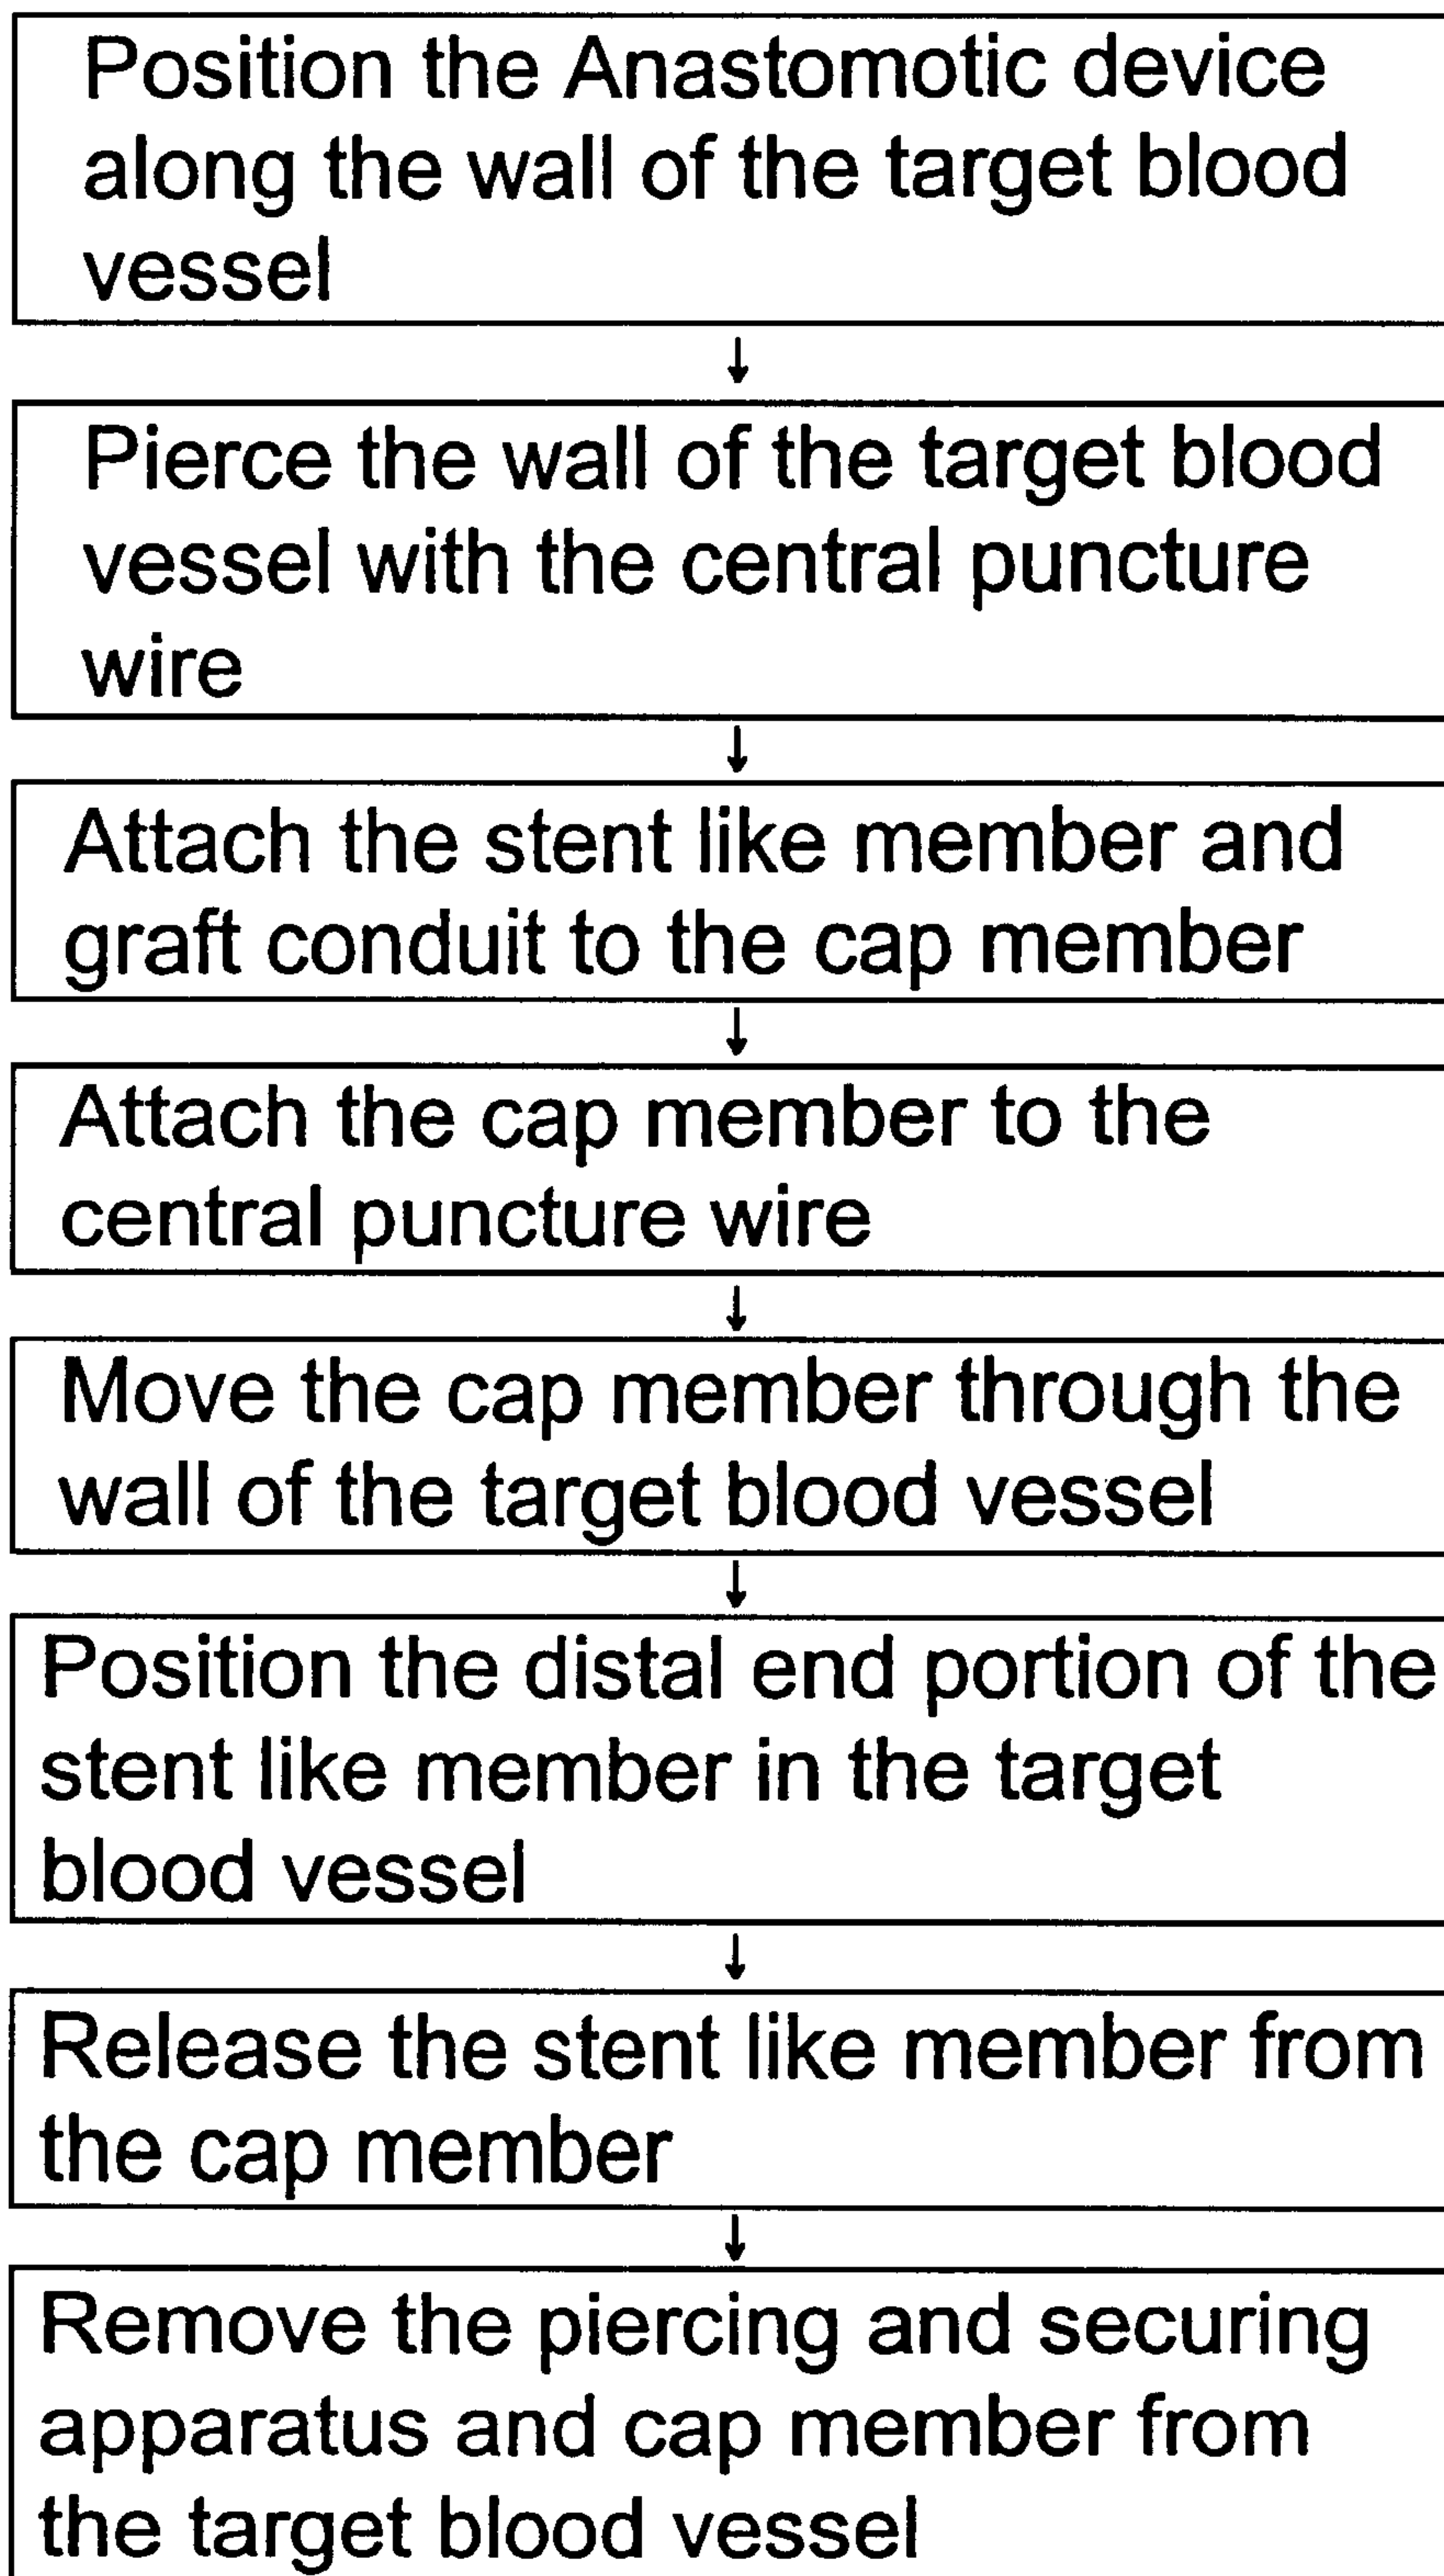 Position the Anastomotic device
along the wall of the target blood
vessel
Pierce the wall of the target blood
vessel with the central puncture
wire
Attach the stent like member and
graft conduit to the cap member
Attach the cap member to the
central puncture wire
Move the cap member through the
wall of the target blood vessel
Position the distal end portion of the
stent like member in the target
blood vessel
Release the stent like member from
the cap member
Remove the piercing and securing
apparatus and cap member from
the target blood vessel